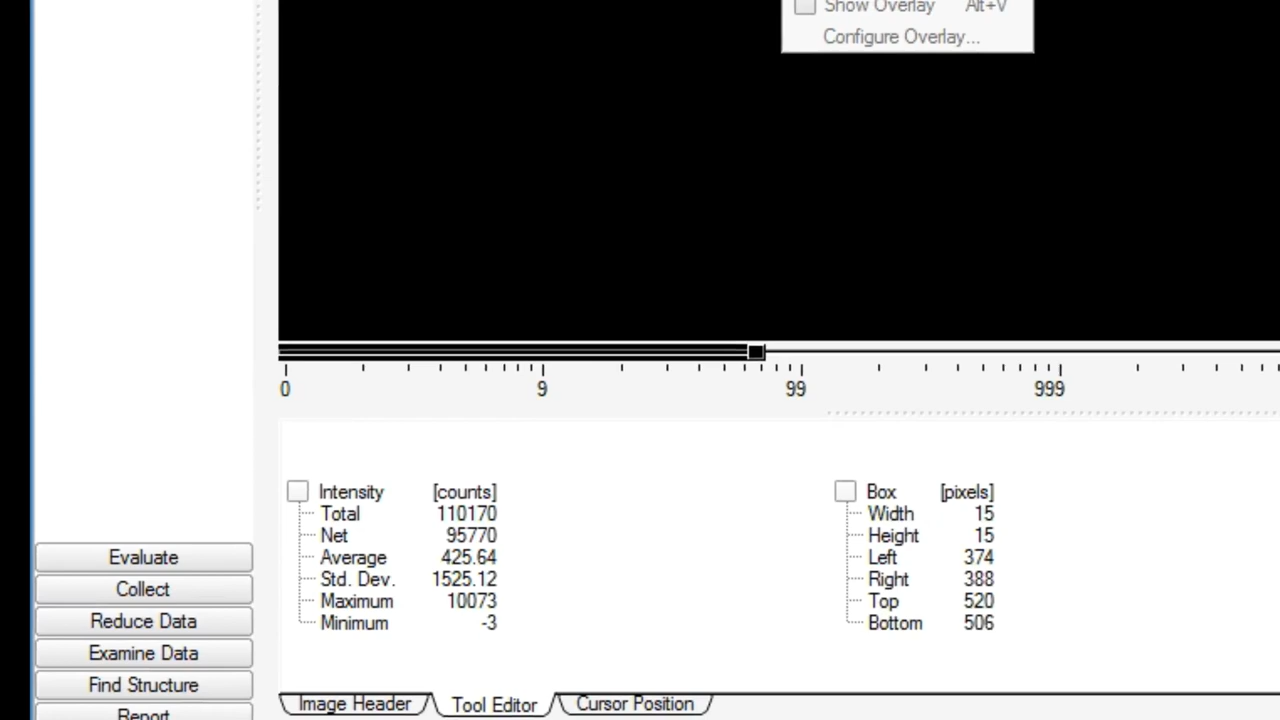 Show Overlay Alt+V
Configure Overlay...
0 9 99 999
Intensity [counts]
Total 110170
Net 95770
Average 425.64
Std. Dev. 1525.12
Maximum 10073
Minimum -3
Box [pixels]
Width 15
Height 15
Left 374
Right 388
Top 520
Bottom 506
Evaluate
Collect
Reduce Data
Examine Data
Find Structure
Report
Image Header Tool Editor Cursor Position